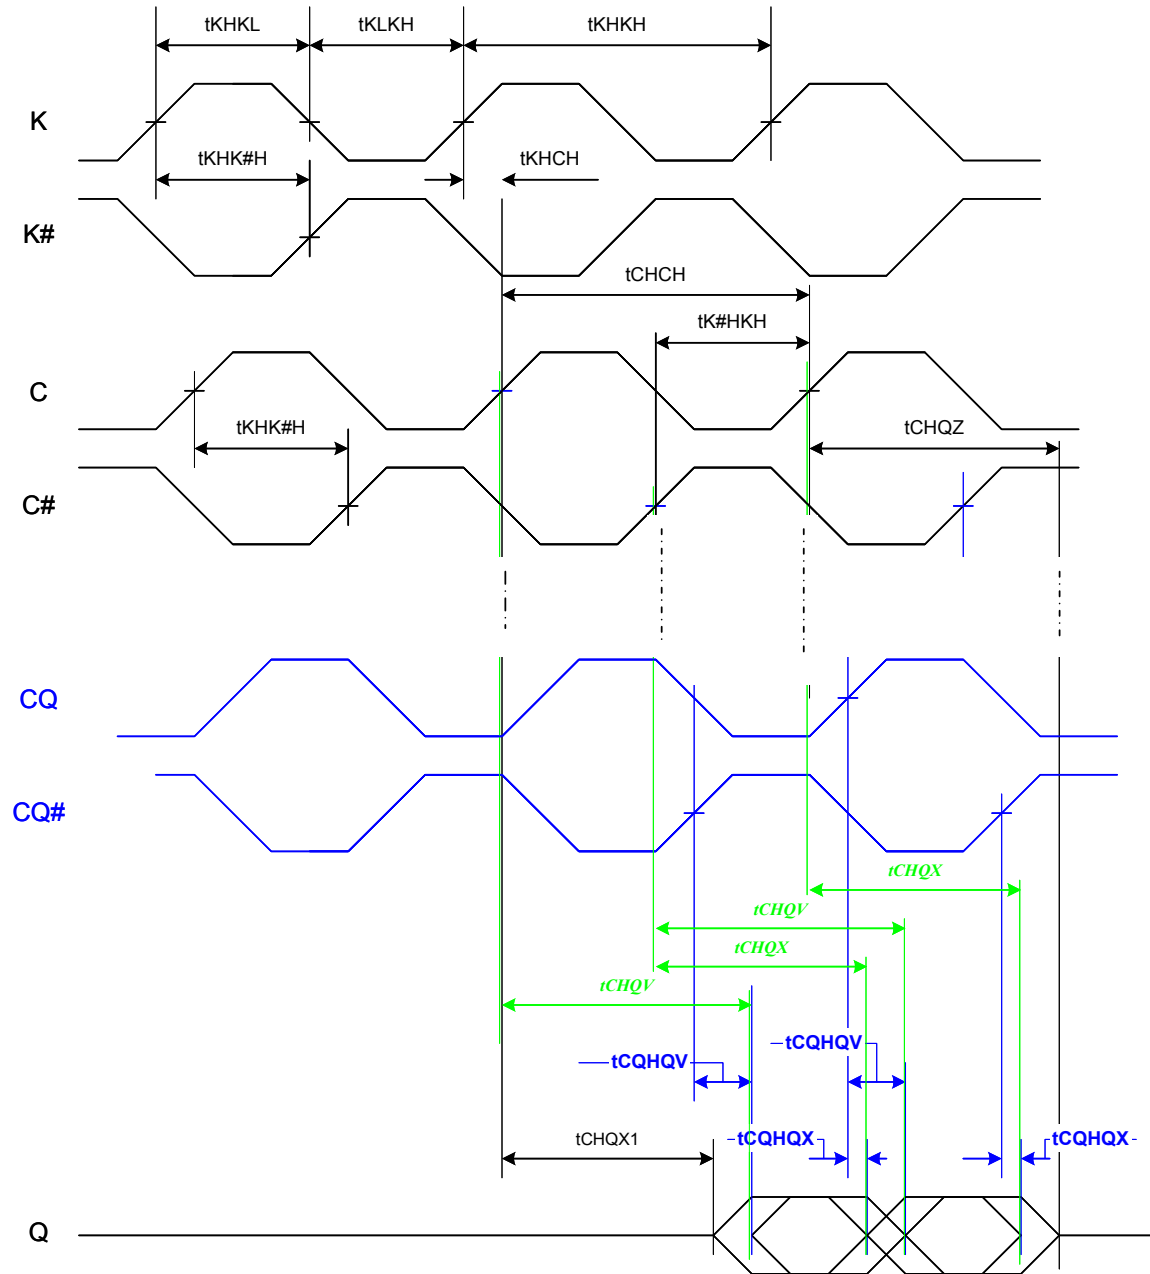 tKHKL tKLKH tKHKH
K
tKHK#H tKHCH
K#
tCHCH
tK#HKH
C
tKHK#H tCHQZ
C#
CQ
CQ#
tCHQX
tCHQV
tCHQX
tCHQV
tCQHQV
tCQHQV
tCHQX1 tCQHQX tCQHQX
Q